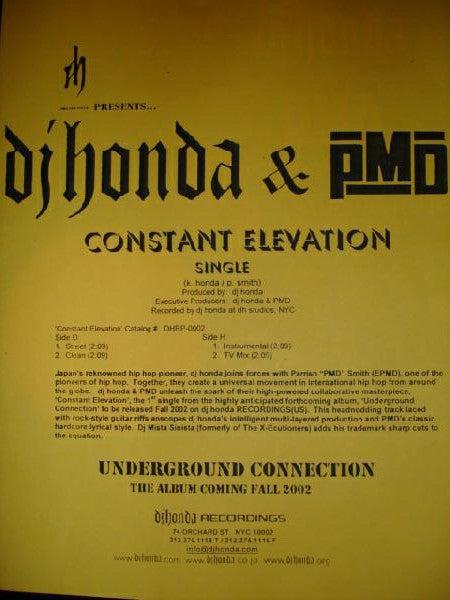 dh
PRESENTS...
dj honda & PMD
CONSTANT ELEVATION
SINGLE
(k. honda / p. smith)
Produced by: dj honda
Executive Producers: dj honda & PMD
Recorded by dj honda at dh studios, NYC
'Constant Elevation' Catalog # DHEP-0002
Side D
1. Street (2:09)
2. Clean (2:09)
Side H
1. Instrumental (2:09)
2. TV Mix (2:09)
Japan's reknowned hip hop pioneer, dj honda joins forces with Parrish "PMD" Smith (EPMD), one of the
pioneers of hip hop. Together, they create a universal movement in international hip hop from around
the globe. dj honda & PMD unleash the spark of their high-powered collaborative masterpiece,
'Constant Elevation', the 1st single from the highly anticipated forthcoming album, 'Underground
Connection' to be released Fall 2002 on dj honda RECORDINGS(US). This headnodding track laced
with rock-style guitar riffs enscopes dj honda's intelligent multi-layered production and PMD's classic
hardcore lyrical style. Dj Mista Sinista (formerly of The X-Ecutioners) adds his trademark sharp cuts to
the equation.
UNDERGROUND CONNECTION
THE ALBUM COMING FALL 2002
dj honda RECORDINGS
74 ORCHARD ST. NYC 10002
info@djhonda.com
www.djhonda.com www.djhonda.co.jp www.djhonda.org